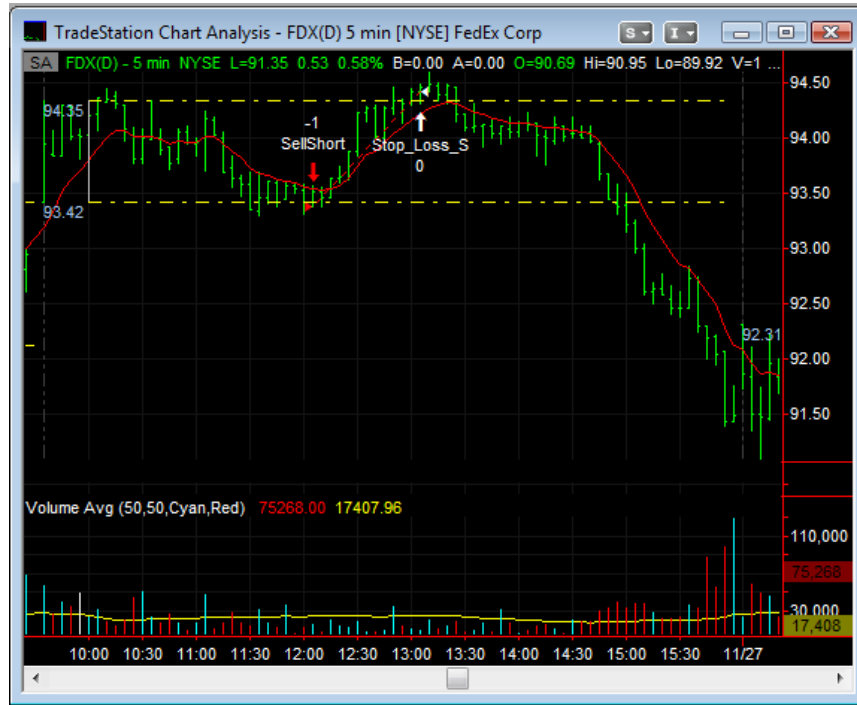 TradeStation Chart Analysis - FDX(D) 5 min [NYSE] FedEx Corp
S
I
SA FDX(D) - 5 min NYSE L=91.35 0.53 0.58% B=0.00 A=0.00 O=90.69 Hi=90.95 Lo=89.92 V=1 ...
94.50
94.35
-1
SellShort
Stop_Loss_S
0
94.00
93.50
93.42
93.00
92.50
92.31
92.00
91.50
Volume Avg (50,50,Cyan,Red) 75268.00 17407.96
110,000
75,268
30,000
17,408
10:00 10:30 11:00 11:30 12:00 12:30 13:00 13:30 14:00 14:30 15:00 15:30 11/27